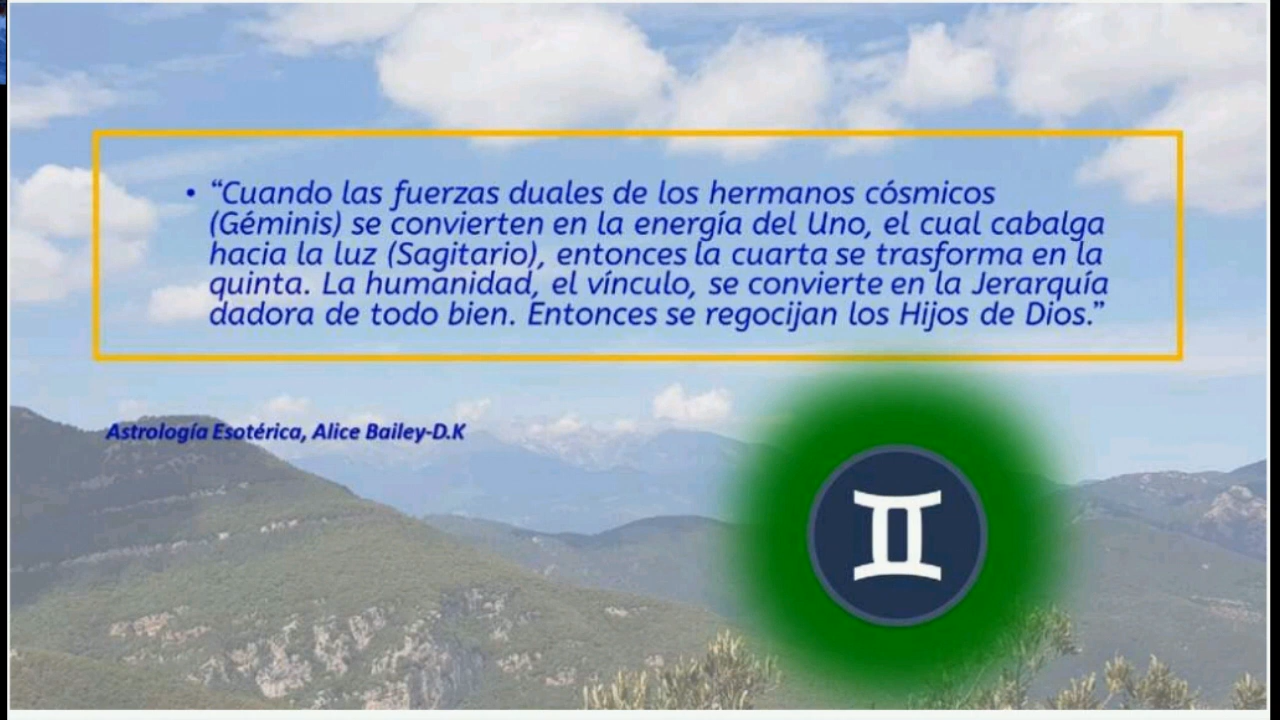 • “Cuando las fuerzas duales de los hermanos cósmicos
(Géminis) se convierten en la energía del Uno, el cual cabalga
hacia la luz (Sagitario), entonces la cuarta se trasforma en la
quinta. La humanidad, el vínculo, se convierte en la Jerarquía
dadora de todo bien. Entonces se regocijan los Hijos de Dios.”
Astrología Esotérica, Alice Bailey-D.K